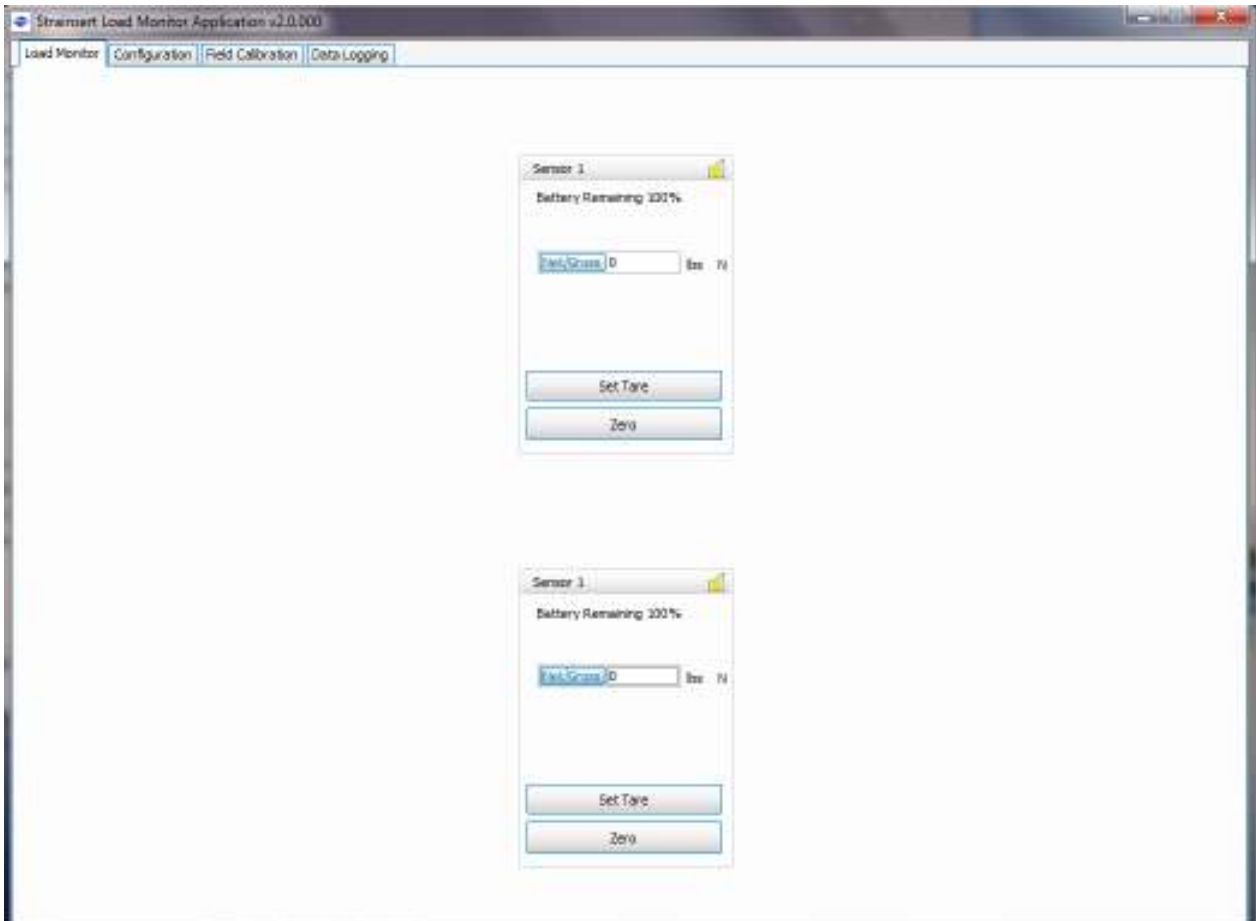 Strainsert Load Monitor Application v2.0.000
Load Monitor Configuration Field Calibration Data Logging
Sensor 1
Battery Remaining 100%
Net/Gross 0 lbs N
Set Tare
Zero
Sensor 1
Battery Remaining 100%
Net/Gross 0 lbs N
Set Tare
Zero